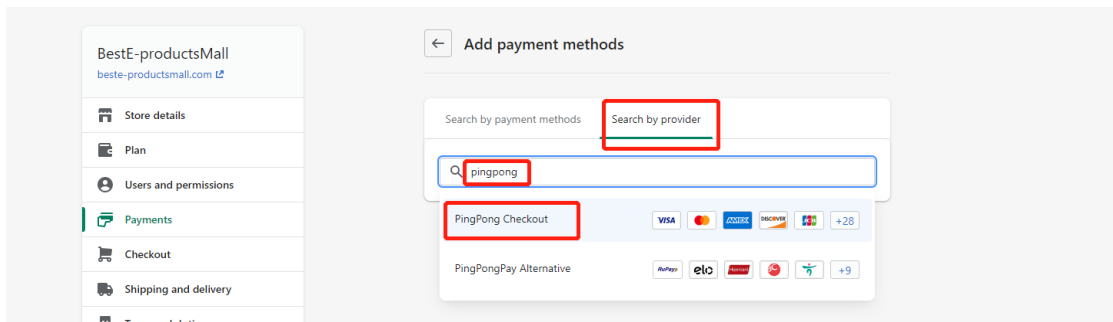 BestE-productsMall
beste-productsmall.com
Store details
Plan
Users and permissions
Payments
Checkout
Shipping and delivery
Add payment methods
Search by payment methods Search by provider
pingpong
PingPong Checkout VISA AMEX DISCOVER JCB +28
PingPongPay Alternative RuPay elo +9